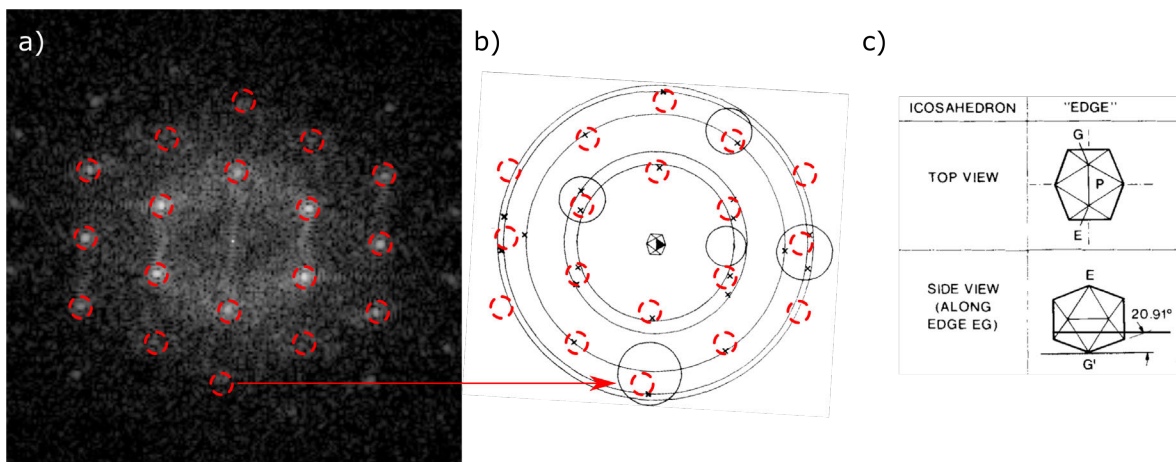 a)
b)
c)
ICOSAHEDRON
"EDGE"
TOP VIEW
G
P
E
SIDE VIEW
(ALONG
EDGE EG)
E
20.91°
G'